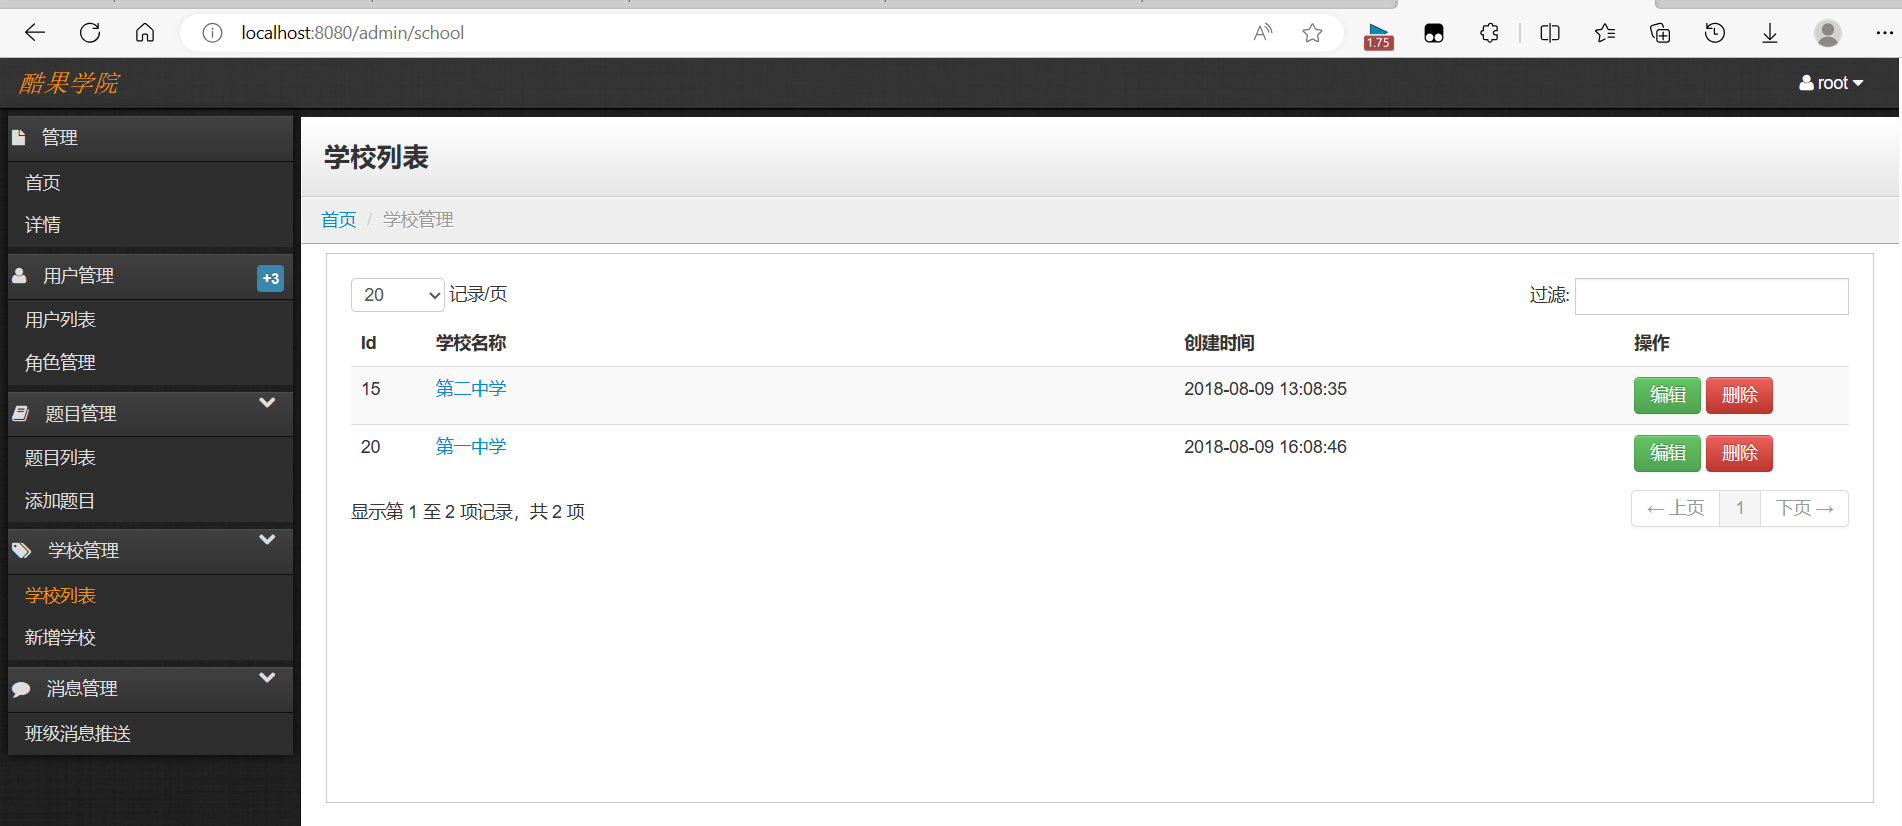 localhost:8080/admin/school
1.75
酷果学院
root
管理
首页
详情
用户管理 +3
用户列表
角色管理
题目管理
题目列表
添加题目
学校管理
学校列表
新增学校
消息管理
班级消息推送
学校列表
首页 / 学校管理
20 记录/页 过滤:
Id 学校名称 创建时间 操作
15 第二中学 2018-08-09 13:08:35 编辑 删除
20 第一中学 2018-08-09 16:08:46 编辑 删除
显示第 1 至 2 项记录，共 2 项 ← 上页 1 下页 →